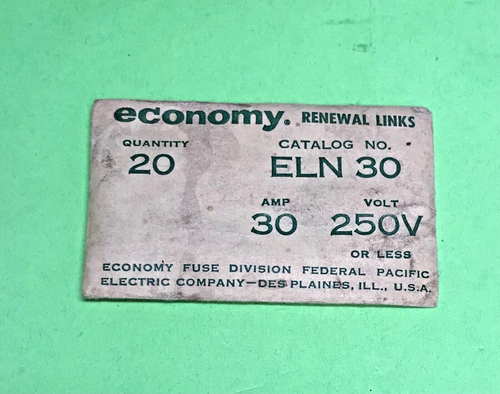 economy. RENEWAL LINKS
QUANTITY CATALOG NO.
20 ELN 30
AMP VOLT
30 250V
OR LESS
ECONOMY FUSE DIVISION FEDERAL PACIFIC
ELECTRIC COMPANY—DES PLAINES, ILL., U.S.A.